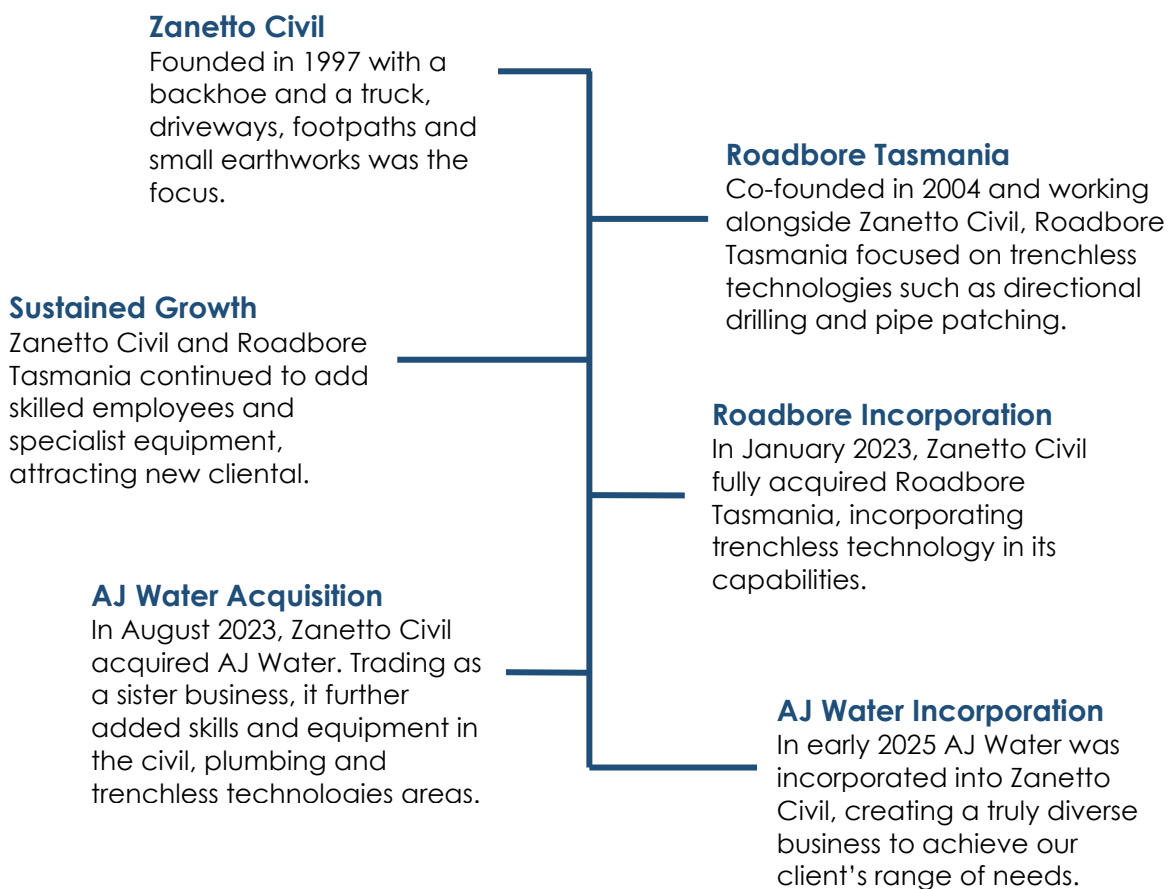 Zanetto Civil
Founded in 1997 with a
backhoe and a truck,
driveways, footpaths and
small earthworks was the
focus.
Roadbore Tasmania
Co-founded in 2004 and working
alongside Zanetto Civil, Roadbore
Tasmania focused on trenchless
technologies such as directional
drilling and pipe patching.
Sustained Growth
Zanetto Civil and Roadbore
Tasmania continued to add
skilled employees and
specialist equipment,
attracting new cliental.
Roadbore Incorporation
In January 2023, Zanetto Civil
fully acquired Roadbore
Tasmania, incorporating
trenchless technology in its
capabilities.
AJ Water Acquisition
In August 2023, Zanetto Civil
acquired AJ Water. Trading as
a sister business, it further
added skills and equipment in
the civil, plumbing and
trenchless technologies areas.
AJ Water Incorporation
In early 2025 AJ Water was
incorporated into Zanetto
Civil, creating a truly diverse
business to achieve our
client’s range of needs.